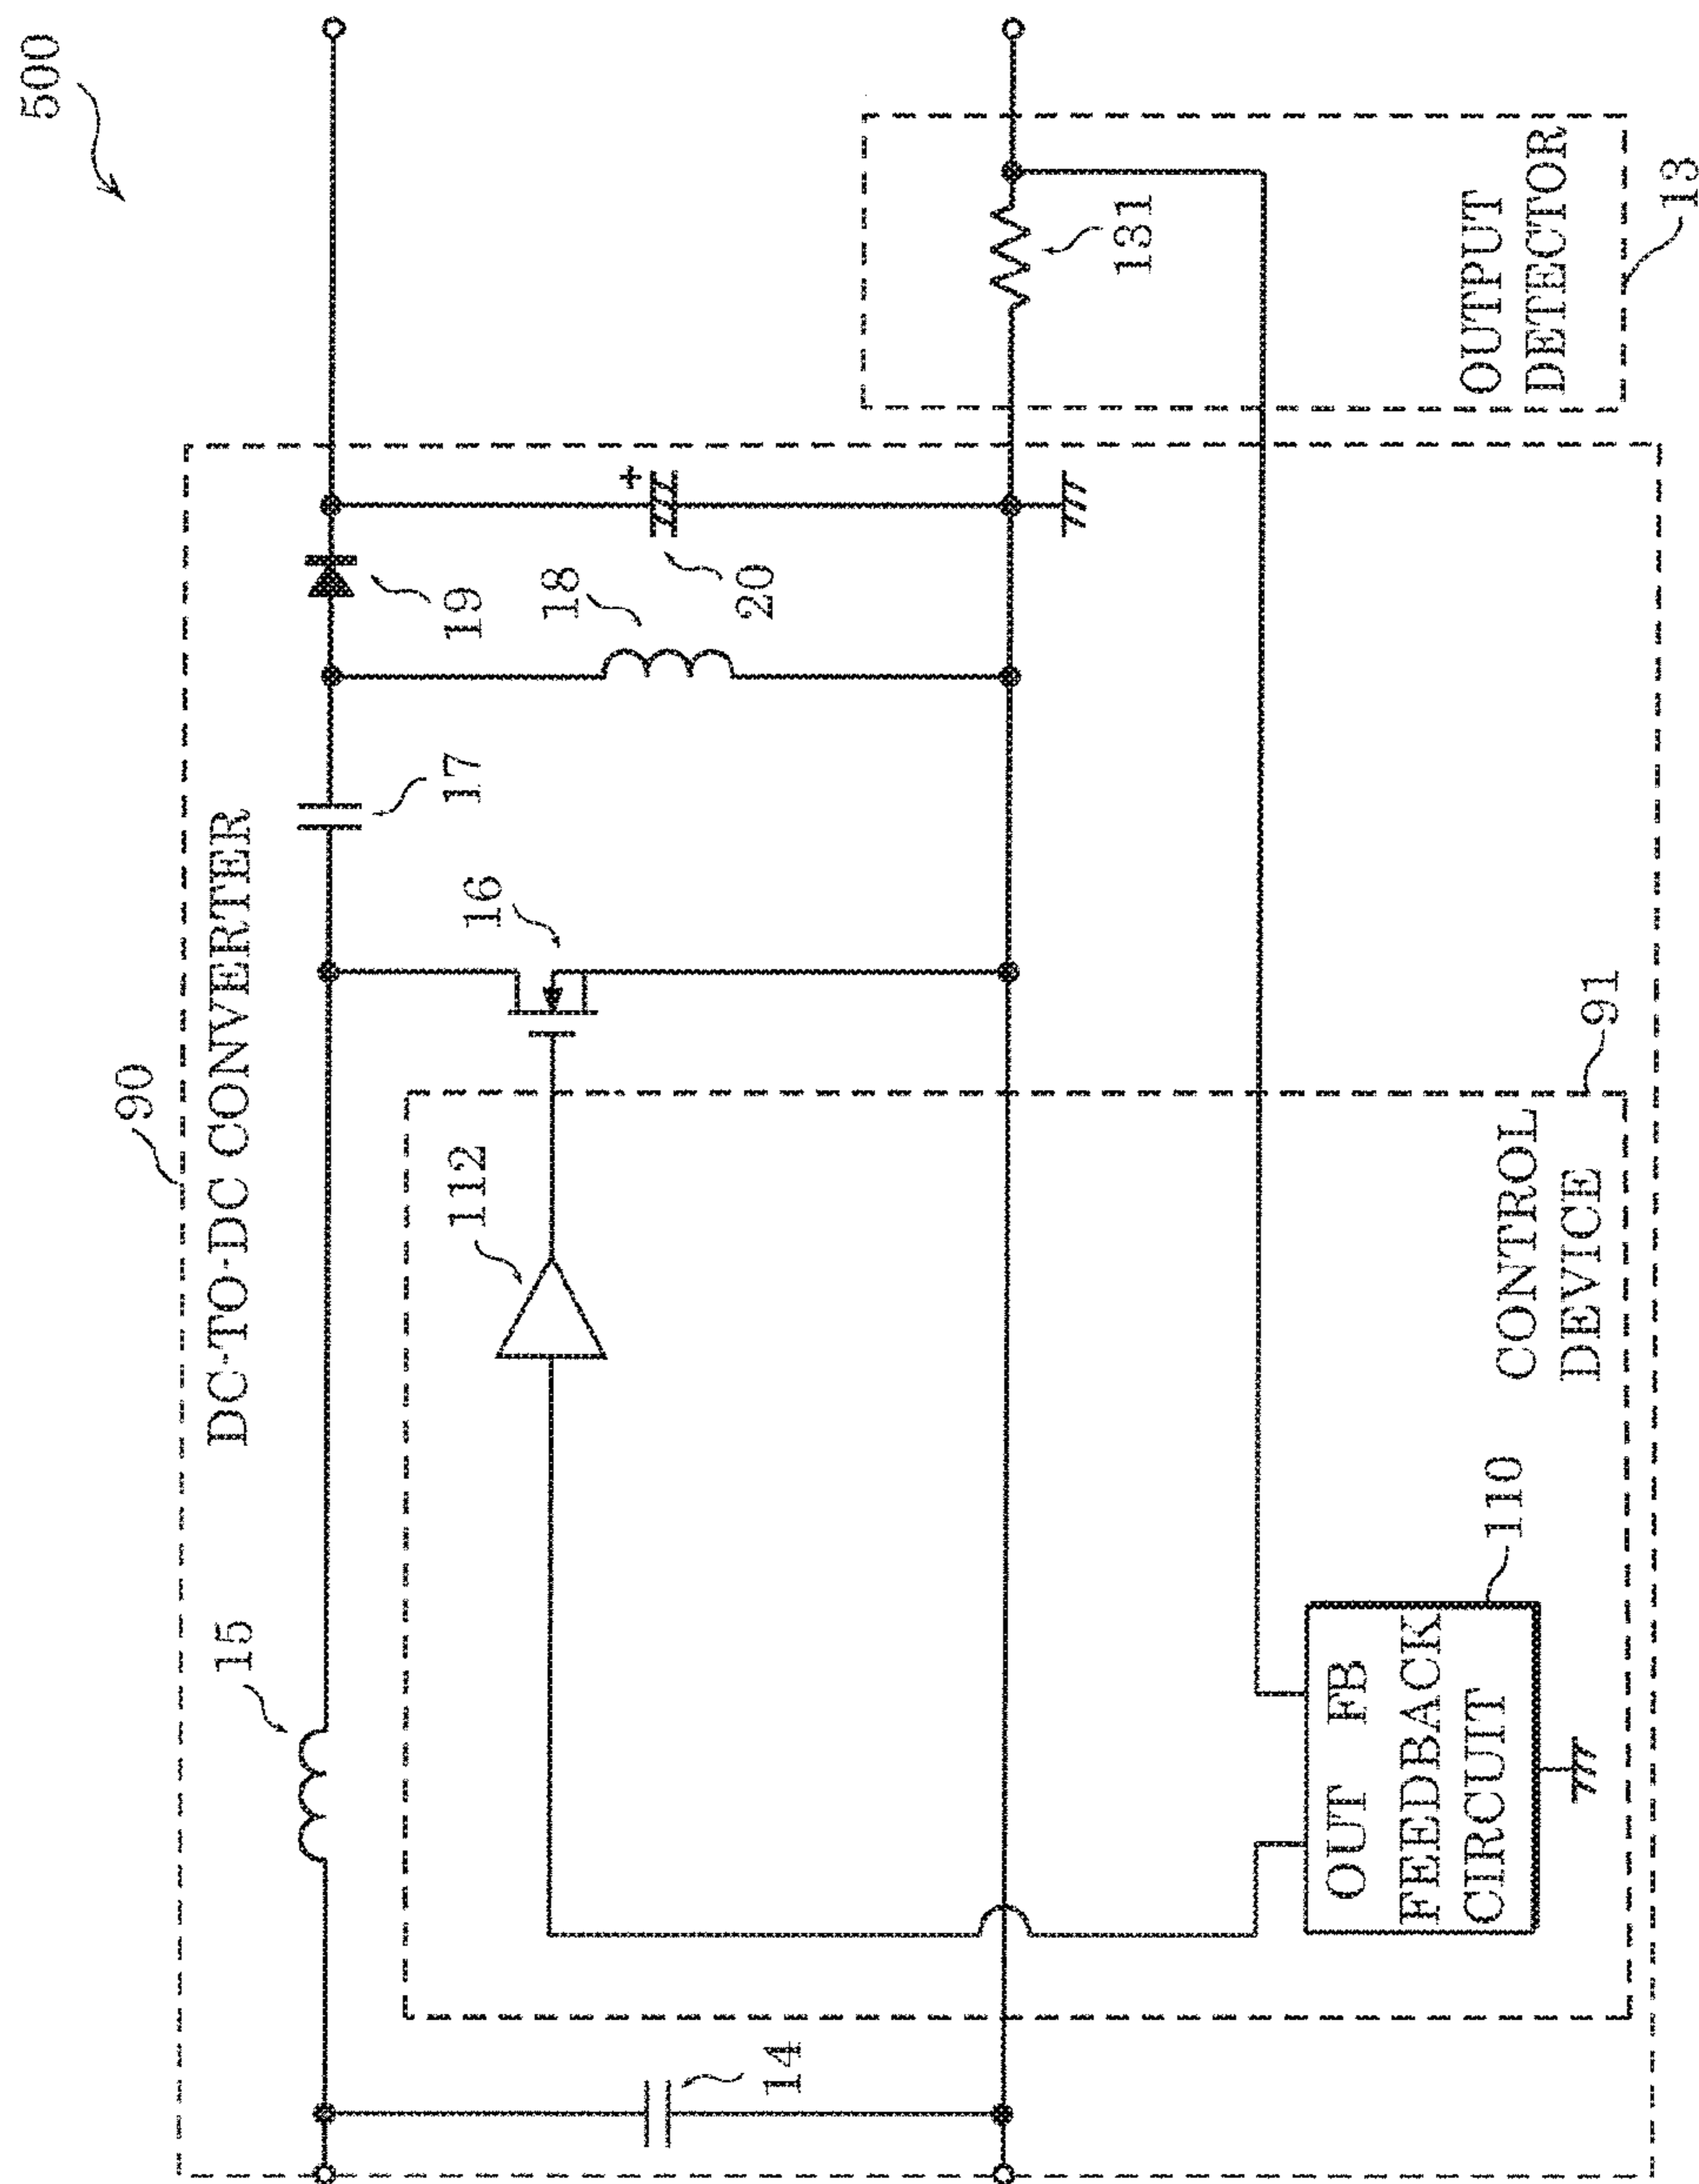 500
90
DC-TO-DC CONVERTER
15
17
19
16
18
112
20
+
14
131
OUT FB
FEEDBACK
CIRCUIT
110
CONTROL
DEVICE
91
OUTPUT
DETECTOR
13